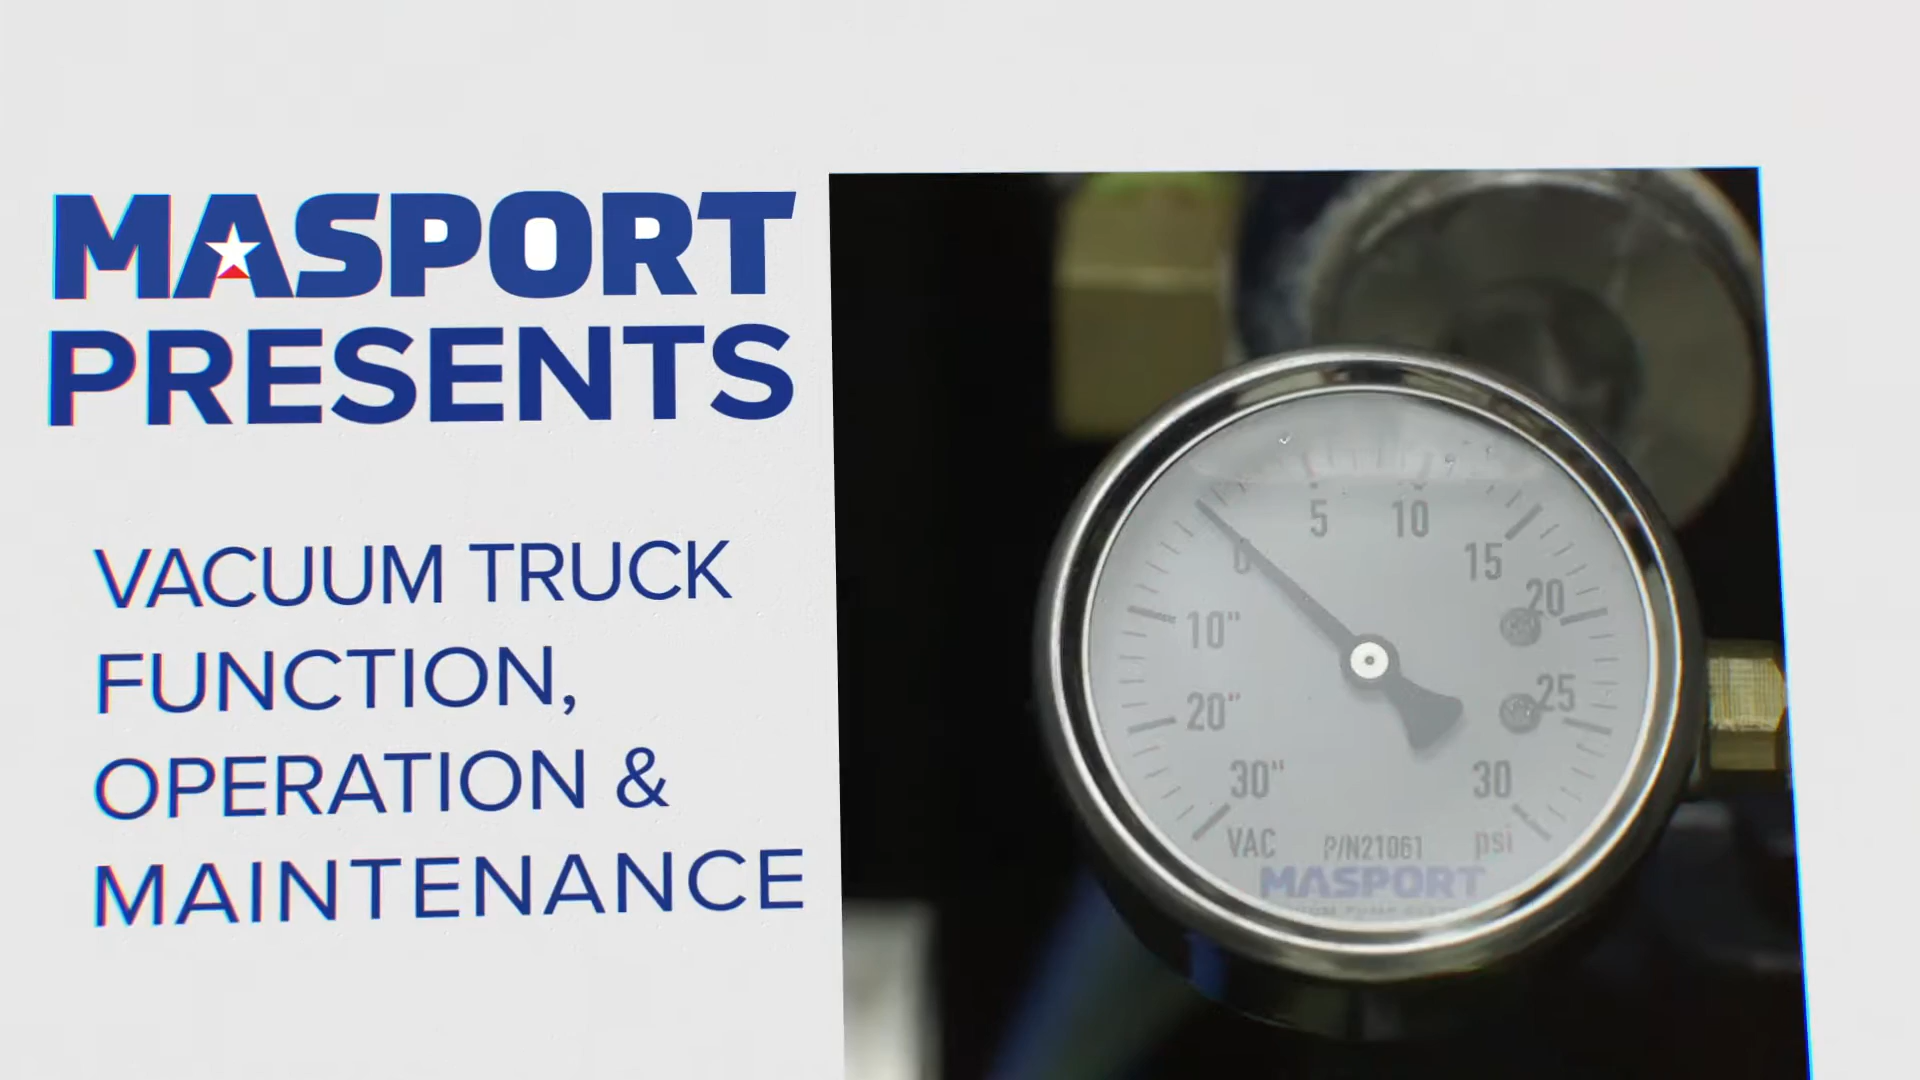 MASPORT
PRESENTS
VACUUM TRUCK
FUNCTION,
OPERATION &
MAINTENANCE
5 10
0 15
10" 20
20" 25
30" 30
VAC P/N21061 psi
MASPORT